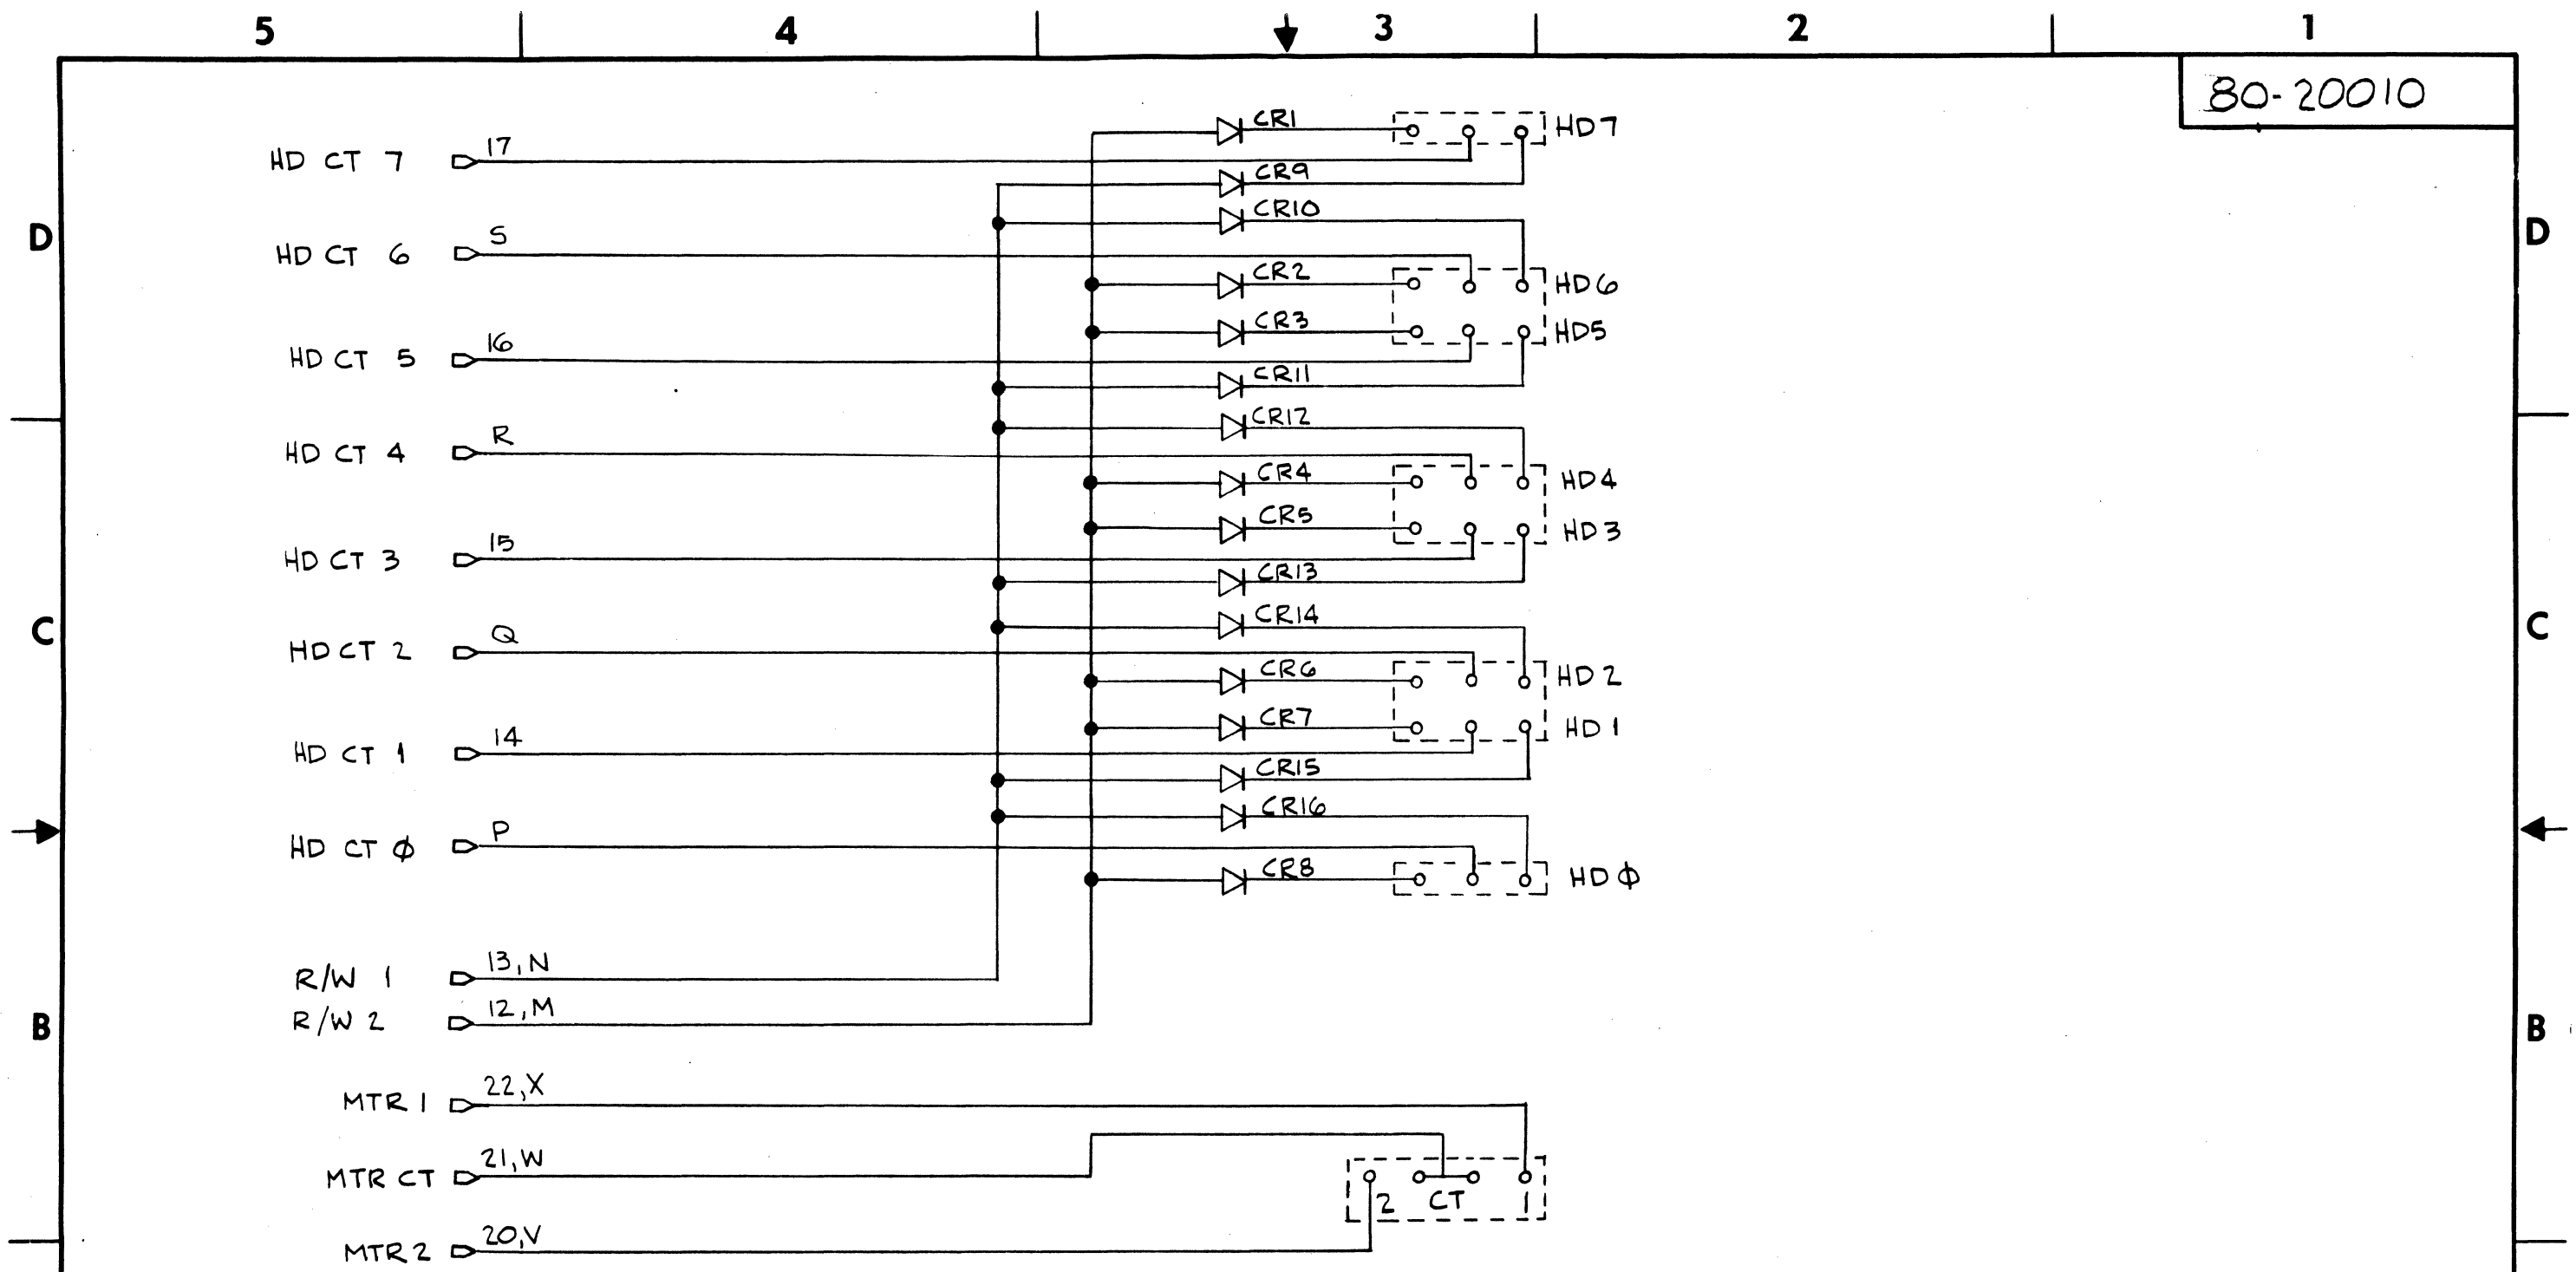 5 4 3 2 1
80-20010
CR1 HD7
HD CT 7 17
CR9
CR10
D D
HD CT 6 S
CR2 HD6
CR3 HD5
HD CT 5 16
CR11
CR12
HD CT 4 R
CR4 HD4
CR5 HD3
HD CT 3 15
CR13
CR14
C C
HD CT 2 Q
CR6 HD2
CR7 HD1
HD CT 1 14
CR15
CR16
HD CT φ P
CR8 HD φ
R/W 1 13,N
R/W 2 12,M
B B
MTR 1 22,X
MTR CT 21,W
2 CT 1
MTR 2 20,V